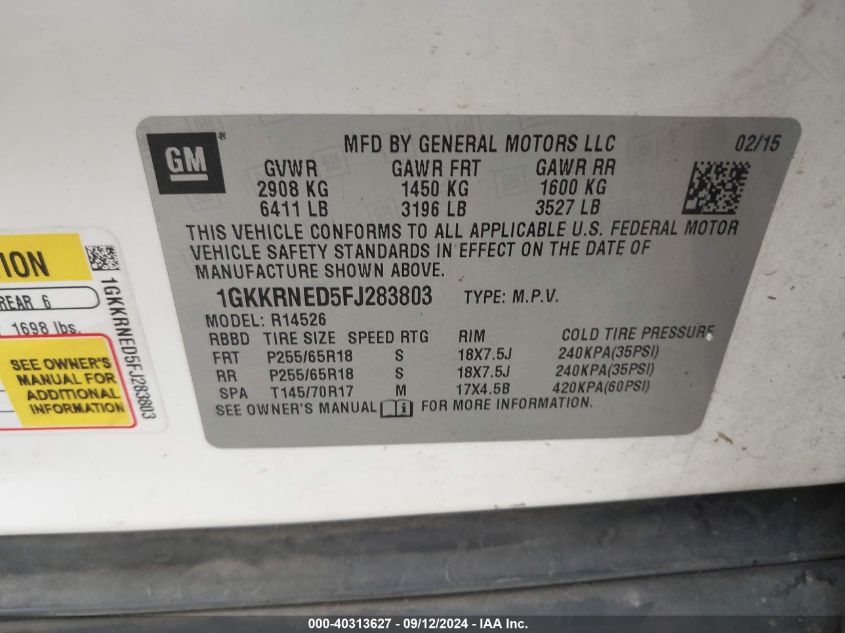 GM ®
MFD BY GENERAL MOTORS LLC 02/15
GVWR GAWR FRT GAWR RR
2908 KG 1450 KG 1600 KG
6411 LB 3196 LB 3527 LB
THIS VEHICLE CONFORMS TO ALL APPLICABLE U.S. FEDERAL MOTOR
VEHICLE SAFETY STANDARDS IN EFFECT ON THE DATE OF
MANUFACTURE SHOWN ABOVE.
1GKKRNED5FJ283803 TYPE: M.P.V.
MODEL: R14526
RBBD TIRE SIZE SPEED RTG RIM COLD TIRE PRESSURE
FRT P255/65R18 S 18X7.5J 240KPA(35PSI)
RR P255/65R18 S 18X7.5J 240KPA(35PSI)
SPA T145/70R17 M 17X4.5B 420KPA(60PSI)
SEE OWNER'S MANUAL FOR MORE INFORMATION.
REAR 6
1698 lbs.
SEE OWNER'S
MANUAL FOR
ADDITIONAL
INFORMATION
1GKKRNED5FJ283803
000-40313627 - 09/12/2024 - IAA Inc.